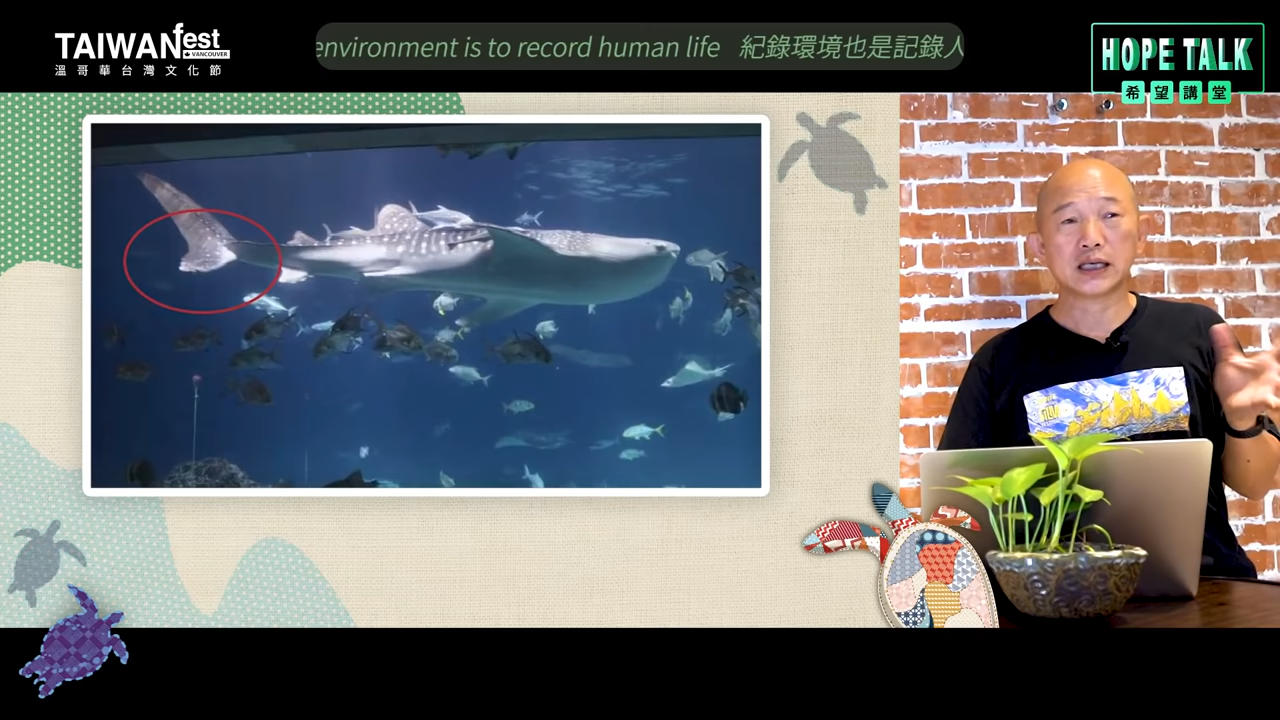 TAIWANfest
VANCOUVER
溫哥華台灣文化節
environment is to record human life 紀錄環境也是記錄人
HOPE TALK
希望講堂